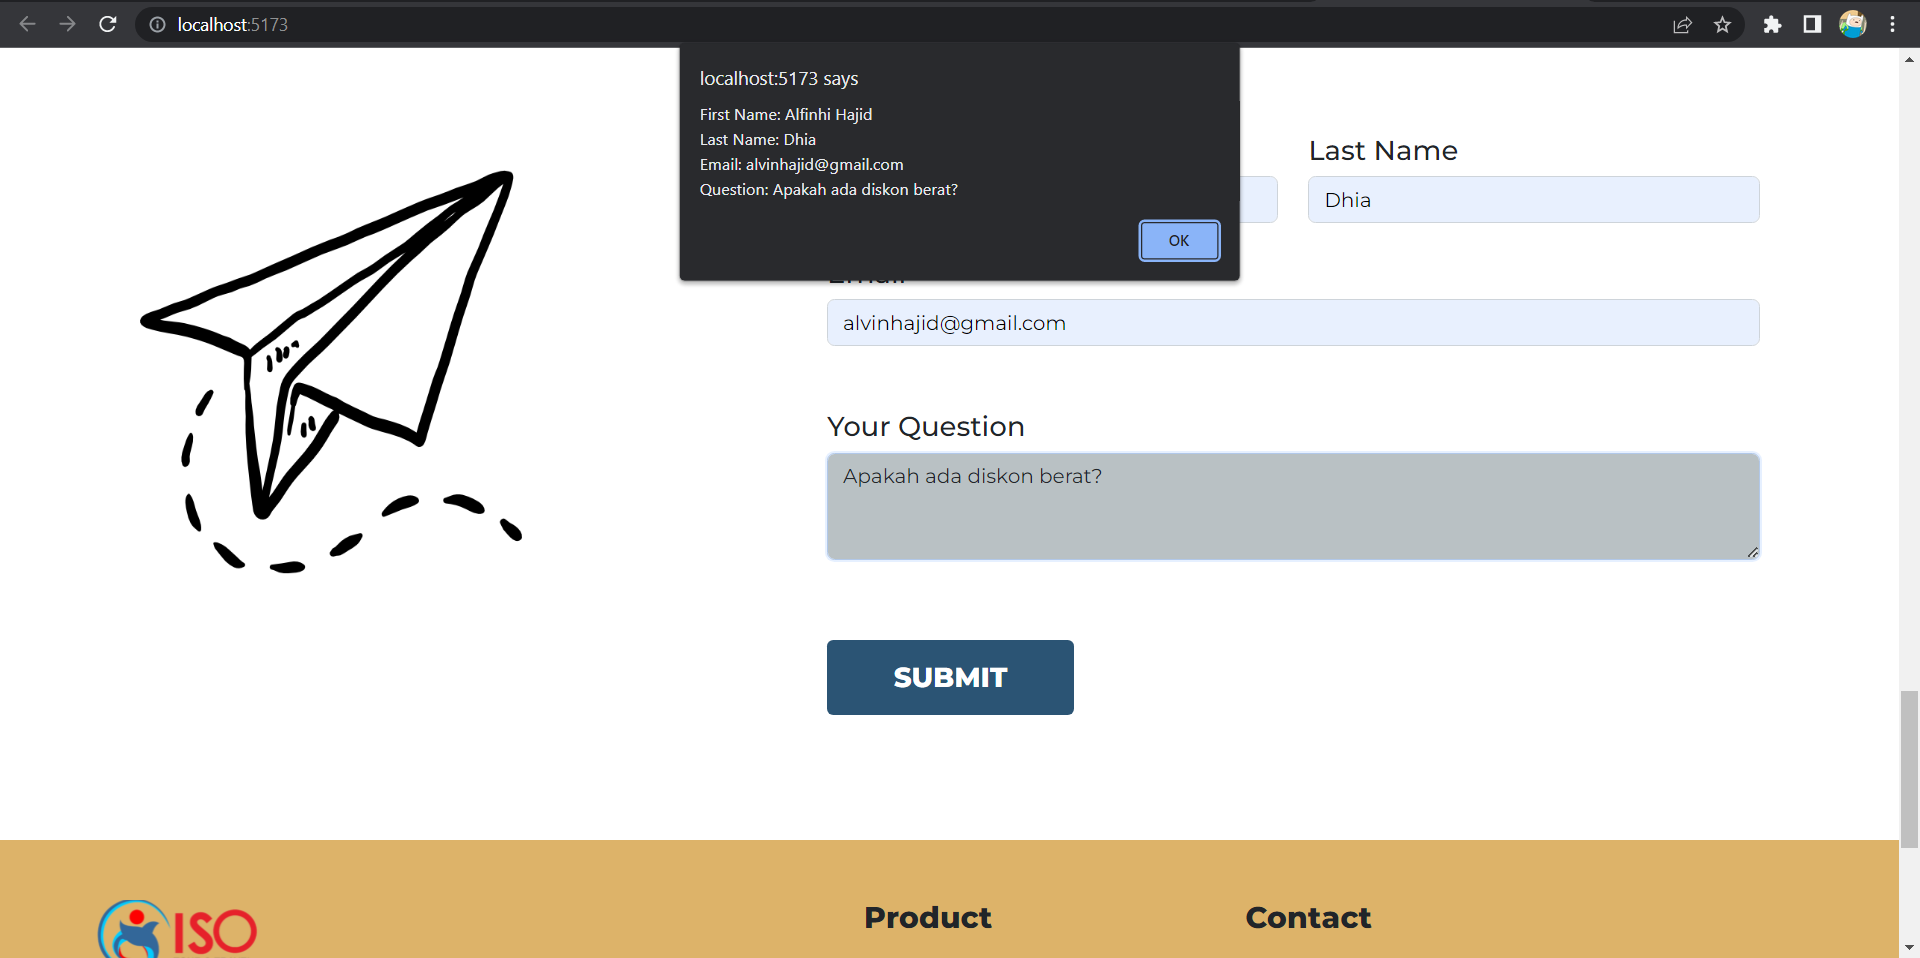 localhost:5173
localhost:5173 says
First Name: Alfinhi Hajid
Last Name: Dhia
Email: alvinhajid@gmail.com
Question: Apakah ada diskon berat?
OK
Last Name
Dhia
Email
alvinhajid@gmail.com
Your Question
Apakah ada diskon berat?
SUBMIT
ISO
Product
Contact